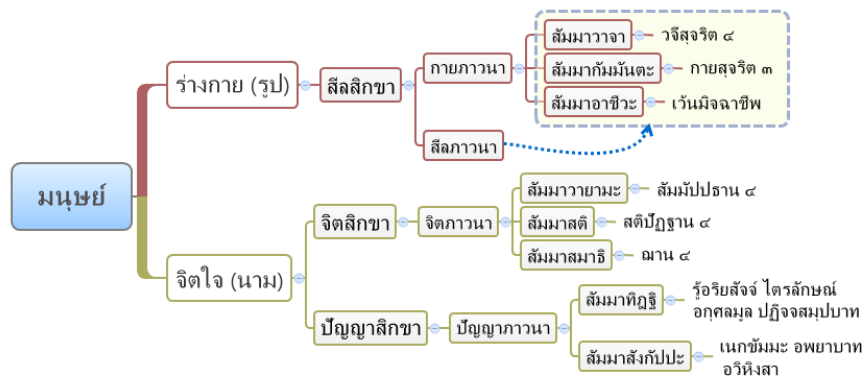 มนุษย์
ร่างกาย (รูป)
สีลสิกขา
กายภาวนา
สัมมาวาจา
วจีสุจริต ๔
สัมมากัมมันตะ
กายสุจริต ๓
สัมมาอาชีวะ
เว้นมิจฉาชีพ
สีลภาวนา
จิตใจ (นาม)
จิตสิกขา
จิตภาวนา
สัมมาวายามะ
สัมมัปปธาน ๔
สัมมาสติ
สติปัฏฐาน ๔
สัมมาสมาธิ
ฌาน ๔
ปัญญาสิกขา
ปัญญาภาวนา
สัมมาทิฏฐิ
รู้อริยสัจจ์ ไตรลักษณ์
อกุศลมูล ปฏิจจสมุปบาท
สัมมาสังกัปปะ
เนกขัมมะ อพยาบาท
อวิหิงสา